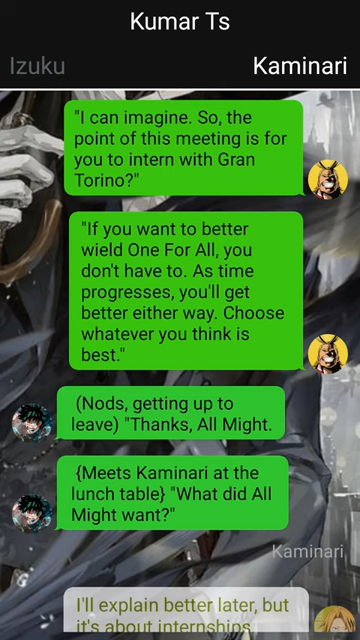 Kumar Ts
Izuku
Kaminari
"I can imagine. So, the
point of this meeting is for
you to intern with Gran
Torino?"
"If you want to better
wield One For All, you
don't have to. As time
progresses, you'll get
better either way. Choose
whatever you think is
best."
(Nods, getting up to
leave) "Thanks, All Might.
{Meets Kaminari at the
lunch table} "What did All
Might want?"
Kaminari
I'll explain better later, but
it's about internships